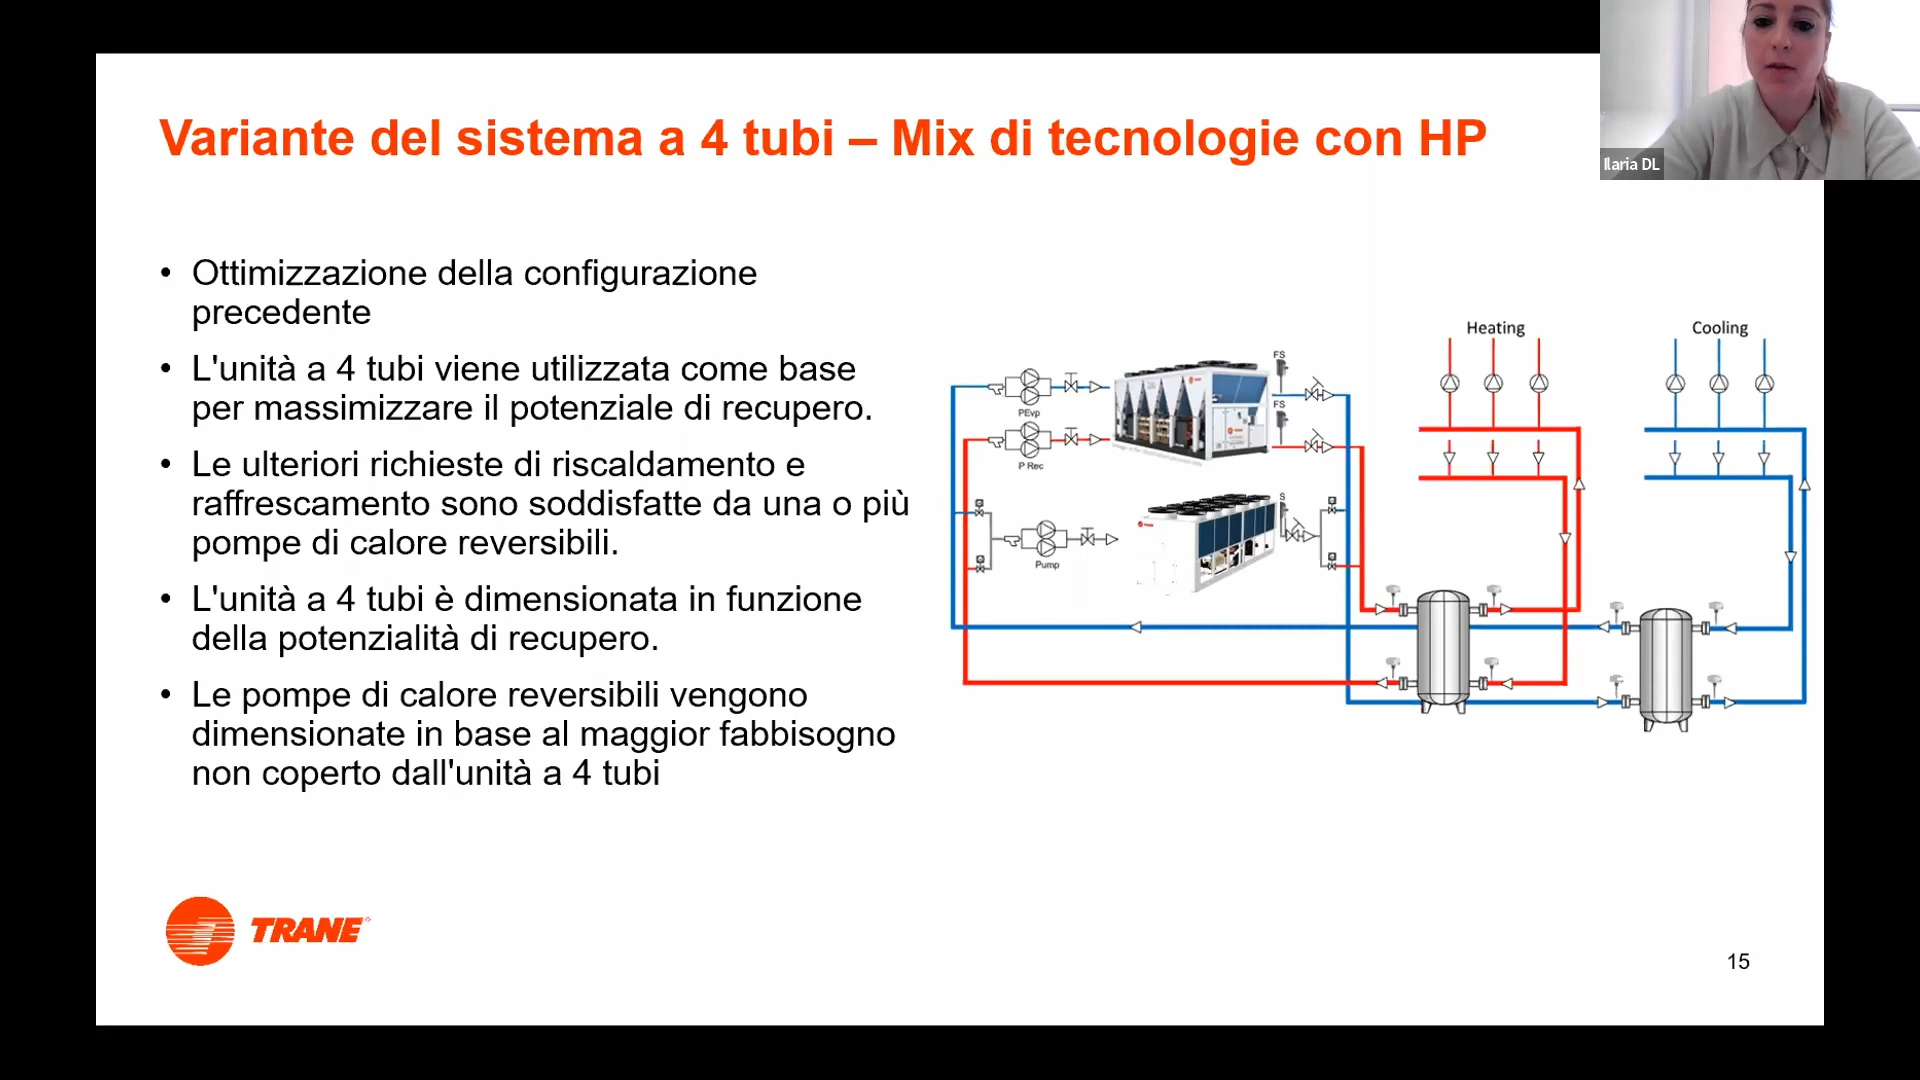 Ilaria DL
Variante del sistema a 4 tubi – Mix di tecnologie con HP
• Ottimizzazione della configurazione
precedente
• L'unità a 4 tubi viene utilizzata come base
per massimizzare il potenziale di recupero.
• Le ulteriori richieste di riscaldamento e
raffrescamento sono soddisfatte da una o più
pompe di calore reversibili.
• L'unità a 4 tubi è dimensionata in funzione
della potenzialità di recupero.
• Le pompe di calore reversibili vengono
dimensionate in base al maggior fabbisogno
non coperto dall'unità a 4 tubi
Heating
Cooling
FS
PEvp
FS
P Rec
S
Pump
TRANE
15